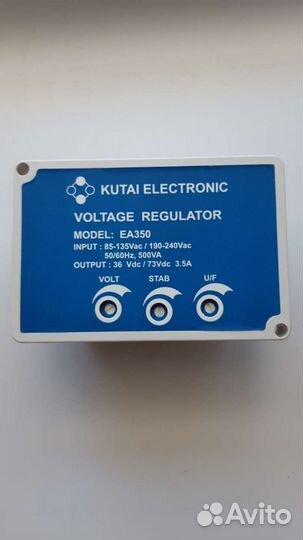 KUTAI ELECTRONIC
VOLTAGE REGULATOR
MODEL: EA350
INPUT : 85-135Vac / 190-240Vac
50/60Hz, 500VA
OUTPUT : 36 Vdc / 73Vdc 3.5A
VOLT STAB U/F
Avito